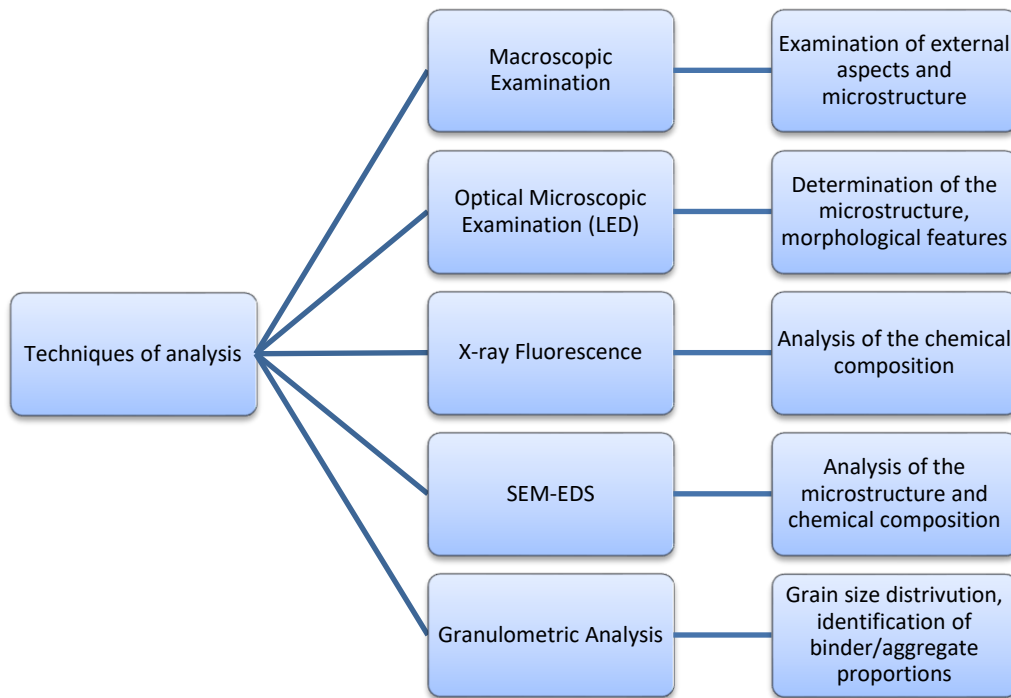 Macroscopic
Examination
Examination of external
aspects and
microstructure
Optical Microscopic
Examination (LED)
Determination of the
microstructure,
morphological features
Techniques of analysis
X-ray Fluorescence
Analysis of the chemical
composition
SEM-EDS
Analysis of the
microstructure and
chemical composition
Granulometric Analysis
Grain size distrivution,
identification of
binder/aggregate
proportions